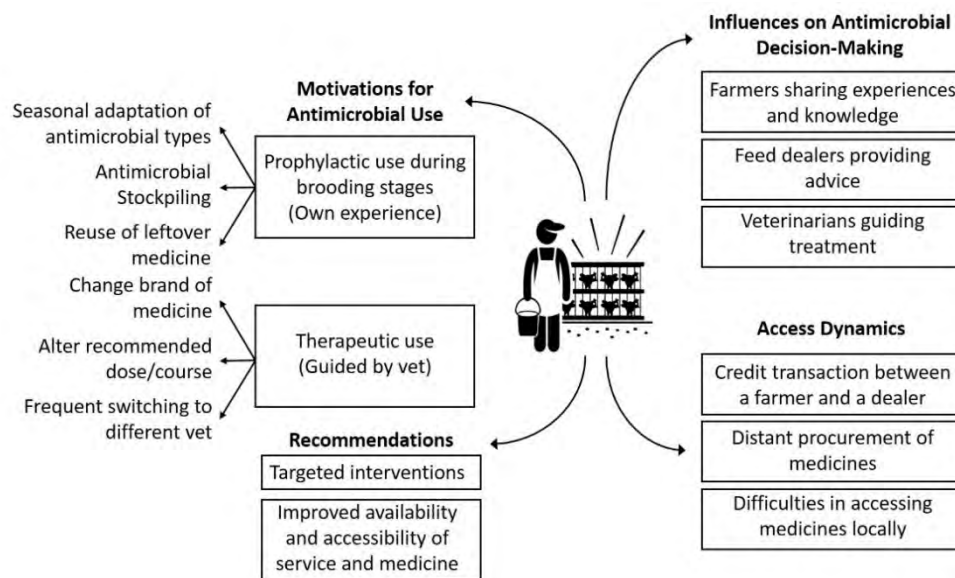 Influences on Antimicrobial
Decision-Making
Farmers sharing experiences
and knowledge
Feed dealers providing
advice
Veterinarians guiding
treatment
Motivations for
Antimicrobial Use
Prophylactic use during
brooding stages
(Own experience)
Seasonal adaptation of
antimicrobial types
Antimicrobial
Stockpiling
Reuse of leftover
medicine
Therapeutic use
(Guided by vet)
Change brand of
medicine
Alter recommended
dose/course
Frequent switching to
different vet
Access Dynamics
Credit transaction between
a farmer and a dealer
Distant procurement of
medicines
Difficulties in accessing
medicines locally
Recommendations
Targeted interventions
Improved availability
and accessibility of
service and medicine